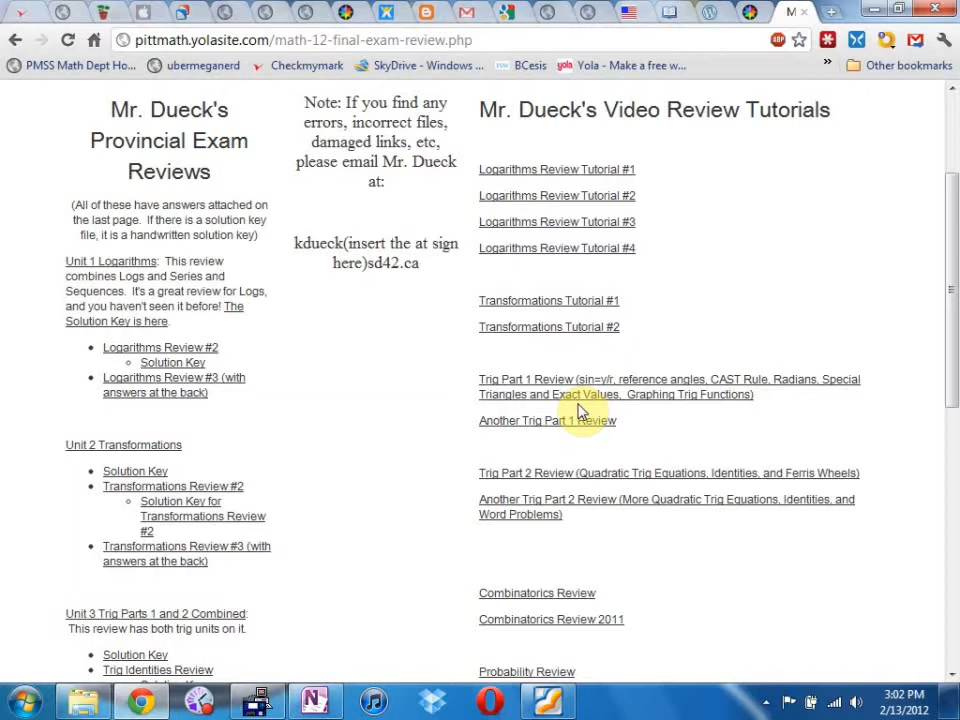 M
pittmath.yolasite.com/math-12-final-exam-review.php
PMSS Math Dept Ho...
ubermeganerd
Checkmymark
SkyDrive - Windows ...
BCesis
Yola - Make a free w...
Other bookmarks
Mr. Dueck's
Provincial Exam
Reviews
(All of these have answers attached on
the last page. If there is a solution key
file, it is a handwritten solution key)
Unit 1 Logarithms: This review
combines Logs and Series and
Sequences. It's a great review for Logs,
and you haven't seen it before! The
Solution Key is here.
Logarithms Review #2
Solution Key
Logarithms Review #3 (with
answers at the back)
Unit 2 Transformations
Solution Key
Transformations Review #2
Solution Key for
Transformations Review
#2
Transformations Review #3 (with
answers at the back)
Unit 3 Trig Parts 1 and 2 Combined:
This review has both trig units on it.
Solution Key
Trig Identities Review
Note: If you find any
errors, incorrect files,
damaged links, etc,
please email Mr. Dueck
at:
kdueck(insert the at sign
here)sd42.ca
Mr. Dueck's Video Review Tutorials
Logarithms Review Tutorial #1
Logarithms Review Tutorial #2
Logarithms Review Tutorial #3
Logarithms Review Tutorial #4
Transformations Tutorial #1
Transformations Tutorial #2
Trig Part 1 Review (sin=y/r, reference angles, CAST Rule, Radians, Special
Triangles and Exact Values, Graphing Trig Functions)
Another Trig Part 1 Review
Trig Part 2 Review (Quadratic Trig Equations, Identities, and Ferris Wheels)
Another Trig Part 2 Review (More Quadratic Trig Equations, Identities, and
Word Problems)
Combinatorics Review
Combinatorics Review 2011
Probability Review
3:02 PM
2/13/2012